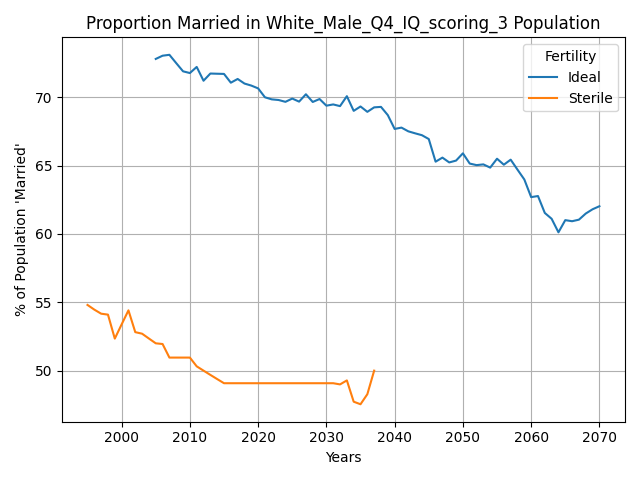 Proportion Married in White_Male_Q4_IQ_scoring_3 Population
Fertility
Ideal
Sterile
% of Population 'Married'
70
65
60
55
50
2000 2010 2020 2030 2040 2050 2060 2070
Years